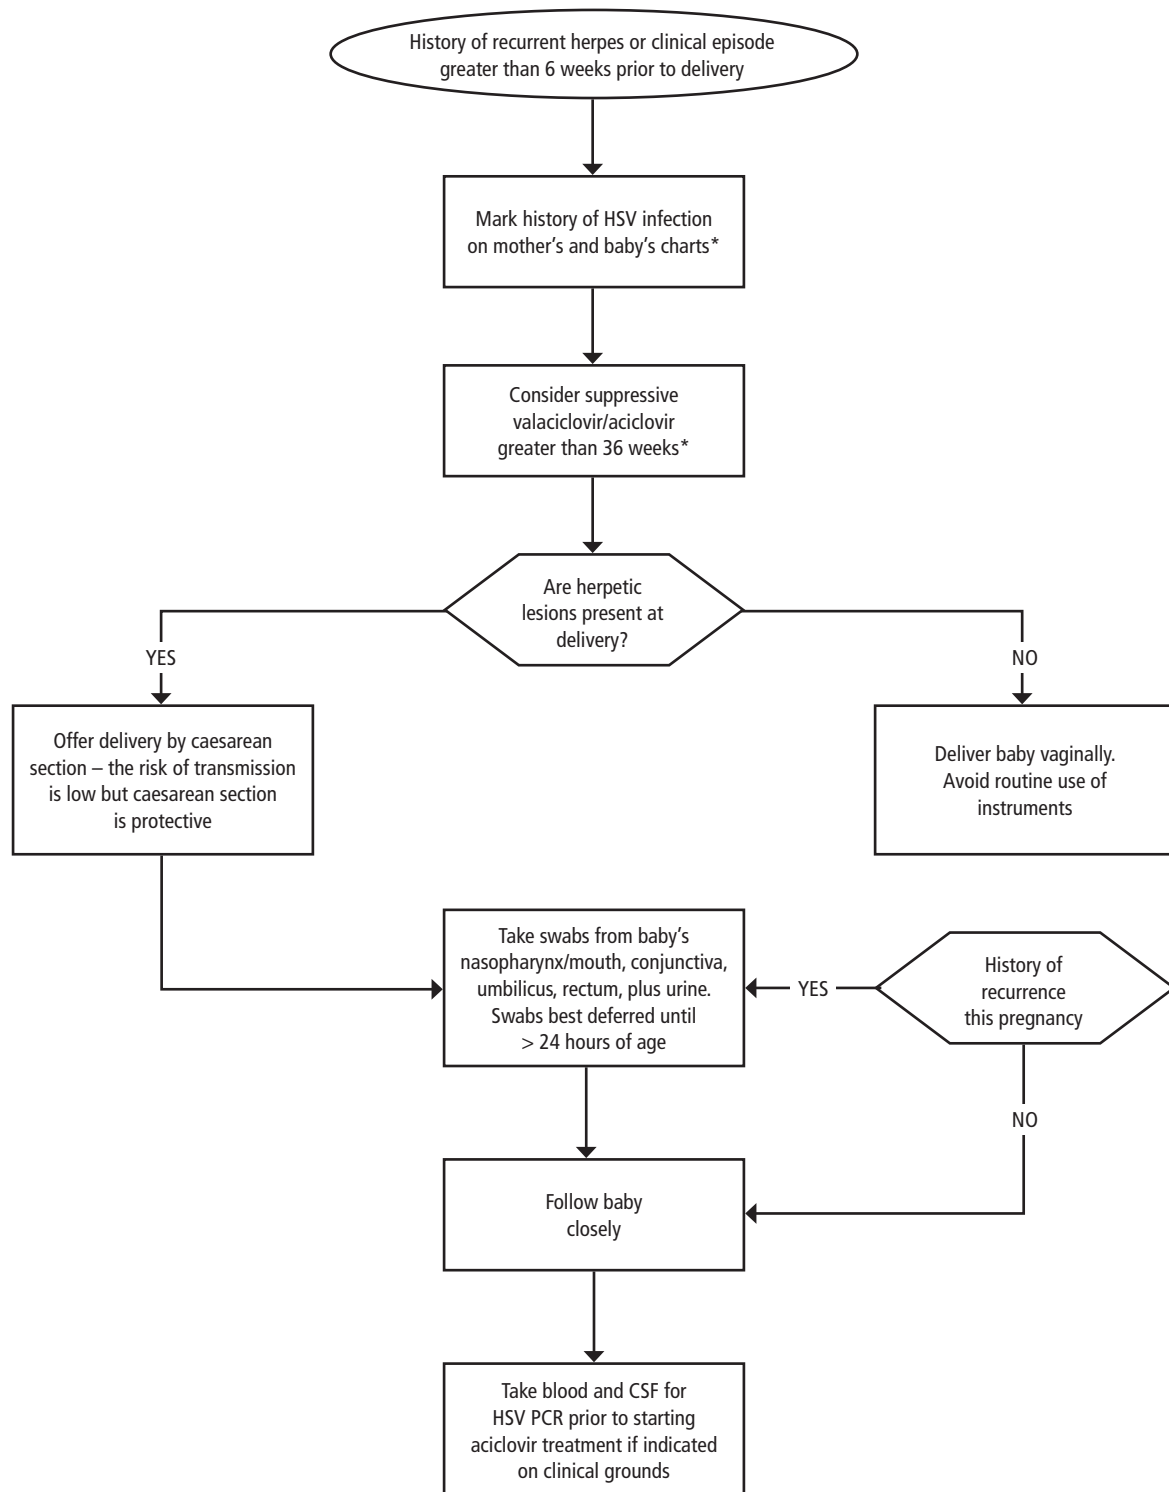 History of recurrent herpes or clinical episode
greater than 6 weeks prior to delivery
Mark history of HSV infection
on mother’s and baby’s charts*
Consider suppressive
valaciclovir/aciclovir
greater than 36 weeks*
Are herpetic
lesions present at
delivery?
YES
NO
Offer delivery by caesarean
section – the risk of transmission
is low but caesarean section
is protective
Deliver baby vaginally.
Avoid routine use of
instruments
Take swabs from baby’s
nasopharynx/mouth, conjunctiva,
umbilicus, rectum, plus urine.
Swabs best deferred until
> 24 hours of age
YES
History of
recurrence
this pregnancy
NO
Follow baby
closely
Take blood and CSF for
HSV PCR prior to starting
aciclovir treatment if indicated
on clinical grounds